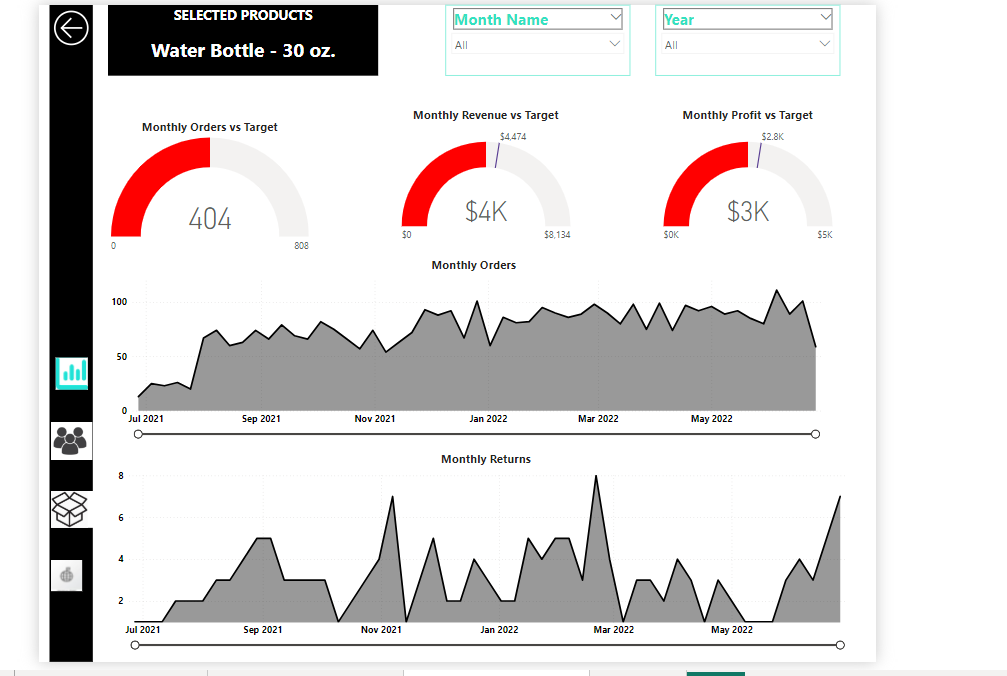 SELECTED PRODUCTS
Water Bottle - 30 oz.
Month Name
All
Year
All
Monthly Orders vs Target
404
0
808
Monthly Revenue vs Target
$4,474
$4K
$0
$8,134
Monthly Profit vs Target
$2.8K
$3K
$0K
$5K
Monthly Orders
100
50
0
Jul 2021 Sep 2021 Nov 2021 Jan 2022 Mar 2022 May 2022
Monthly Returns
8
6
4
2
Jul 2021 Sep 2021 Nov 2021 Jan 2022 Mar 2022 May 2022